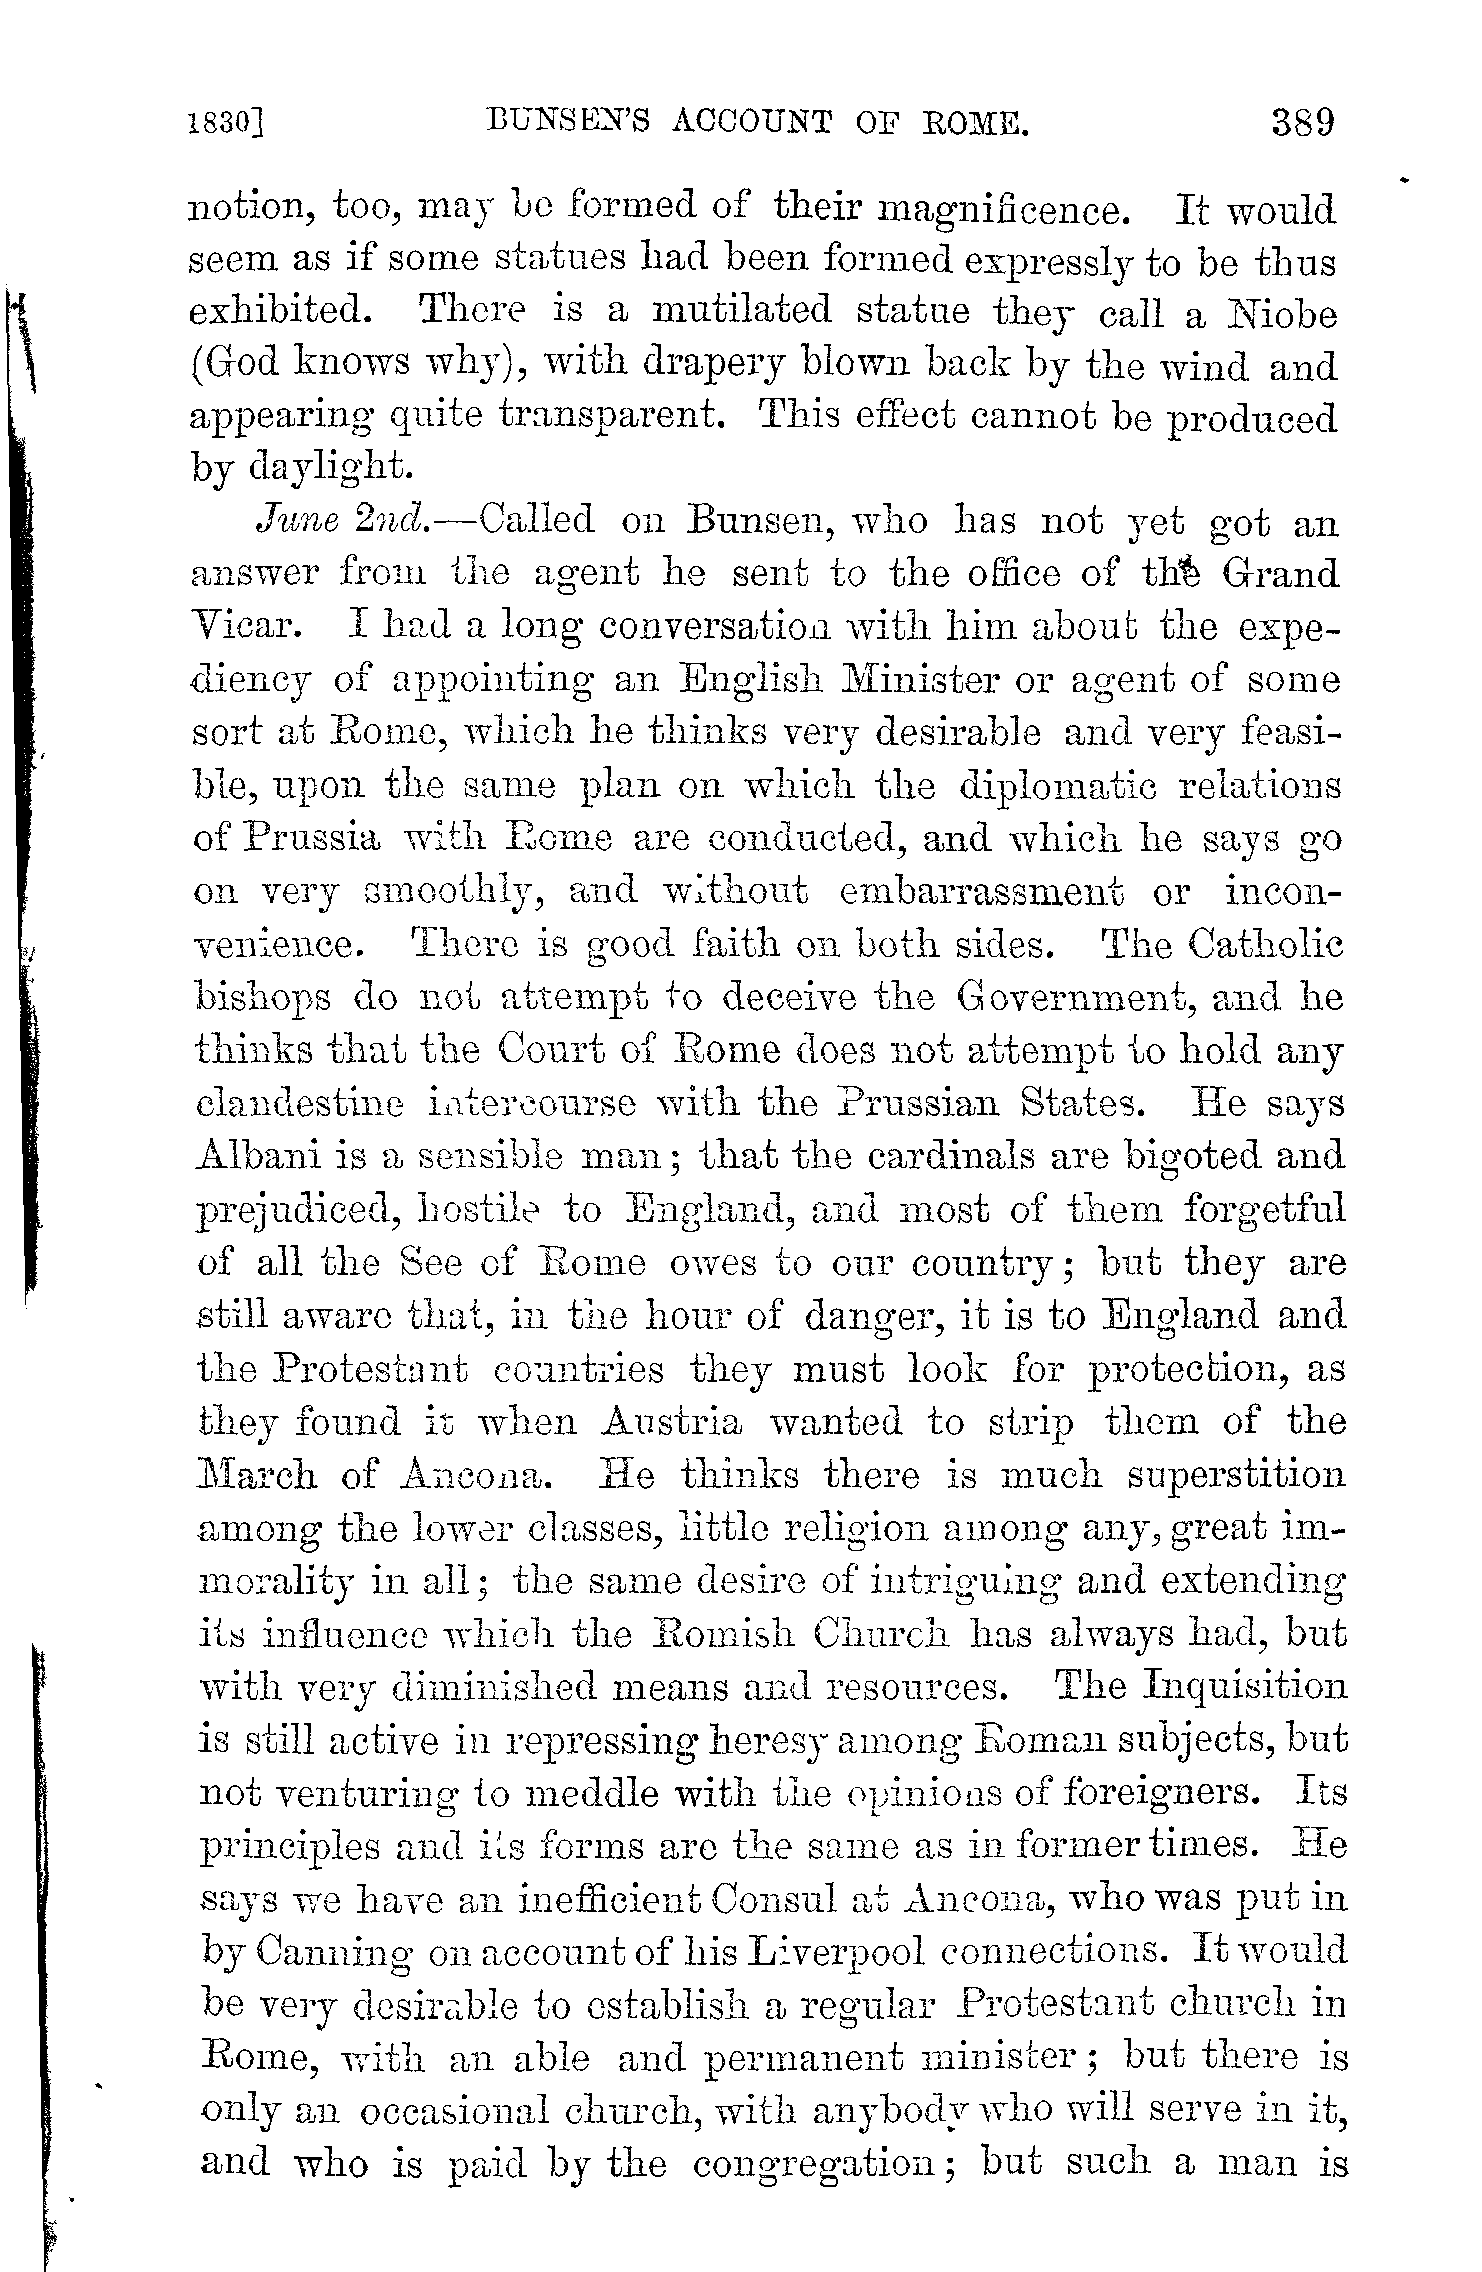 1830] BUNSEN'S ACCOUNT OF ROME. 389
notion, too, may be formed of their magnificence. It would
seem as if some statues had been formed expressly to be thus
exhibited. There is a mutilated statue they call a Niobe
(God knows why), with drapery blown back by the wind and
appearing quite transparent. This effect cannot be produced
by daylight.
June 2nd.—Called on Bunsen, who has not yet got an
answer from the agent he sent to the office of the Grand
Vicar. I had a long conversation with him about the expe-
diency of appointing an English Minister or agent of some
sort at Rome, which he thinks very desirable and very feasi-
ble, upon the same plan on which the diplomatic relations
of Prussia with Rome are conducted, and which he says go
on very smoothly, and without embarrassment or incon-
venience. There is good faith on both sides. The Catholic
bishops do not attempt to deceive the Government, and he
thinks that the Court of Rome does not attempt to hold any
clandestine intercourse with the Prussian States. He says
Albani is a sensible man; that the cardinals are bigoted and
prejudiced, hostile to England, and most of them forgetful
of all the See of Rome owes to our country; but they are
still aware that, in the hour of danger, it is to England and
the Protestant countries they must look for protection, as
they found it when Austria wanted to strip them of the
March of Ancona. He thinks there is much superstition
among the lower classes, little religion among any, great im-
morality in all; the same desire of intriguing and extending
its influence which the Romish Church has always had, but
with very diminished means and resources. The Inquisition
is still active in repressing heresy among Roman subjects, but
not venturing to meddle with the opinions of foreigners. Its
principles and its forms are the same as in former times. He
says we have an inefficient Consul at Ancona, who was put in
by Canning on account of his Liverpool connections. It would
be very desirable to establish a regular Protestant church in
Rome, with an able and permanent minister; but there is
only an occasional church, with anybody who will serve in it,
and who is paid by the congregation; but such a man is